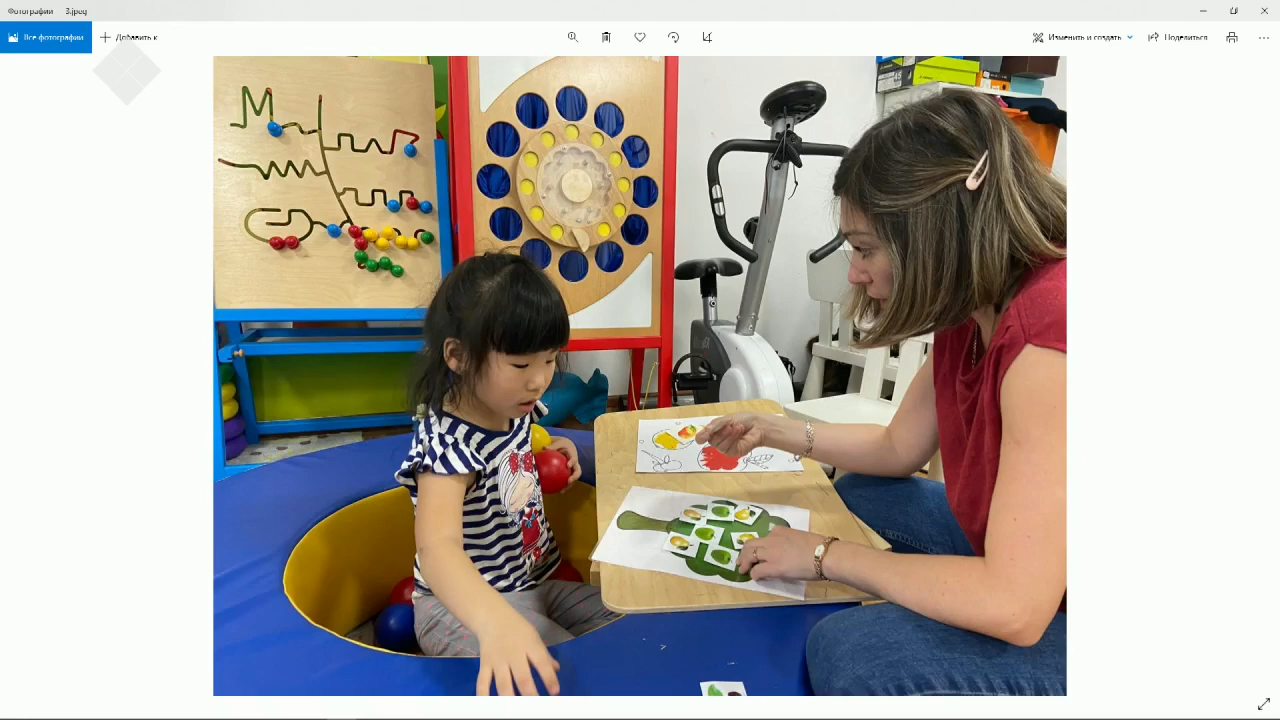 Фотографии - 3.jpeg
Все фотографии
Добавить к
Изменить и создать
Поделиться